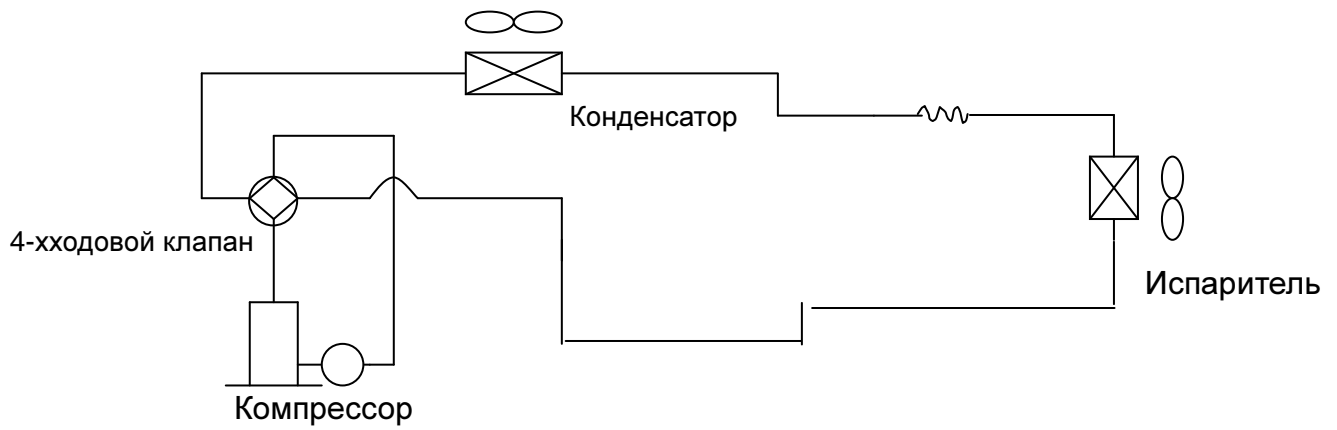 Конденсатор
4-хходовой клапан
Испаритель
Компрессор